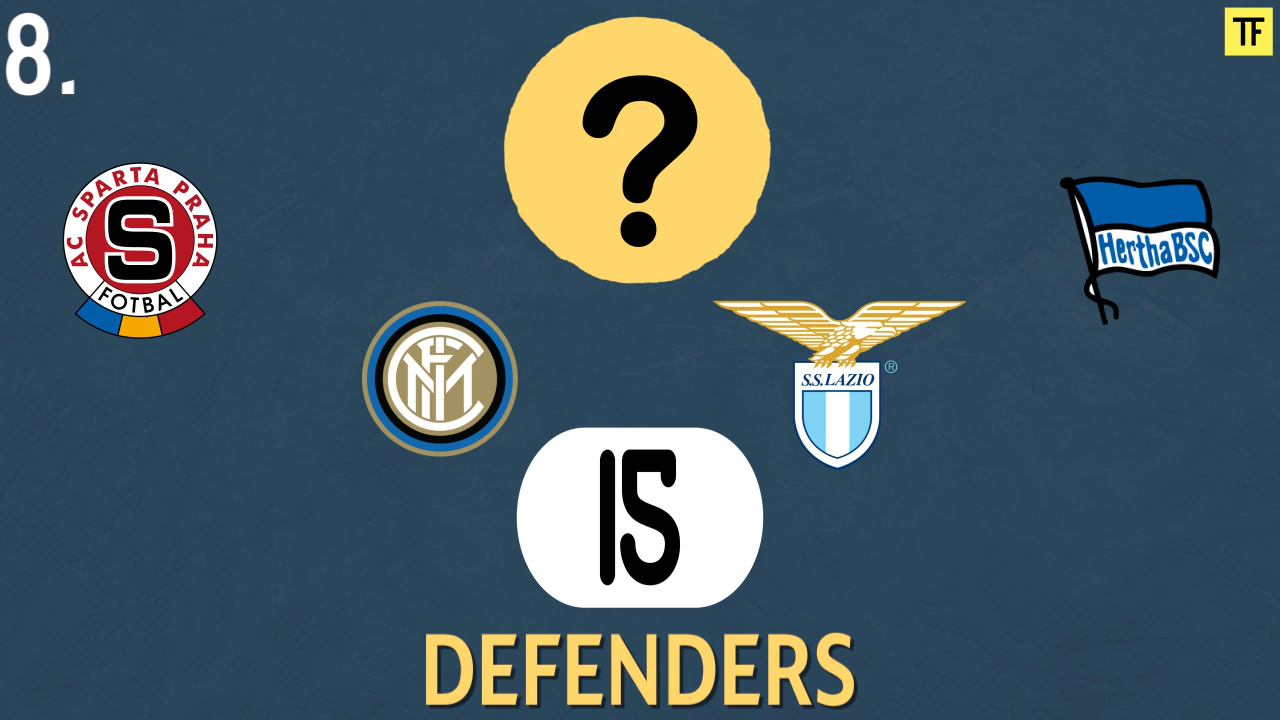 8.
TF
?
AC SPARTA PRAHA
S
FOTBAL
HerthaBSC
S.S.LAZIO
®
15
DEFENDERS